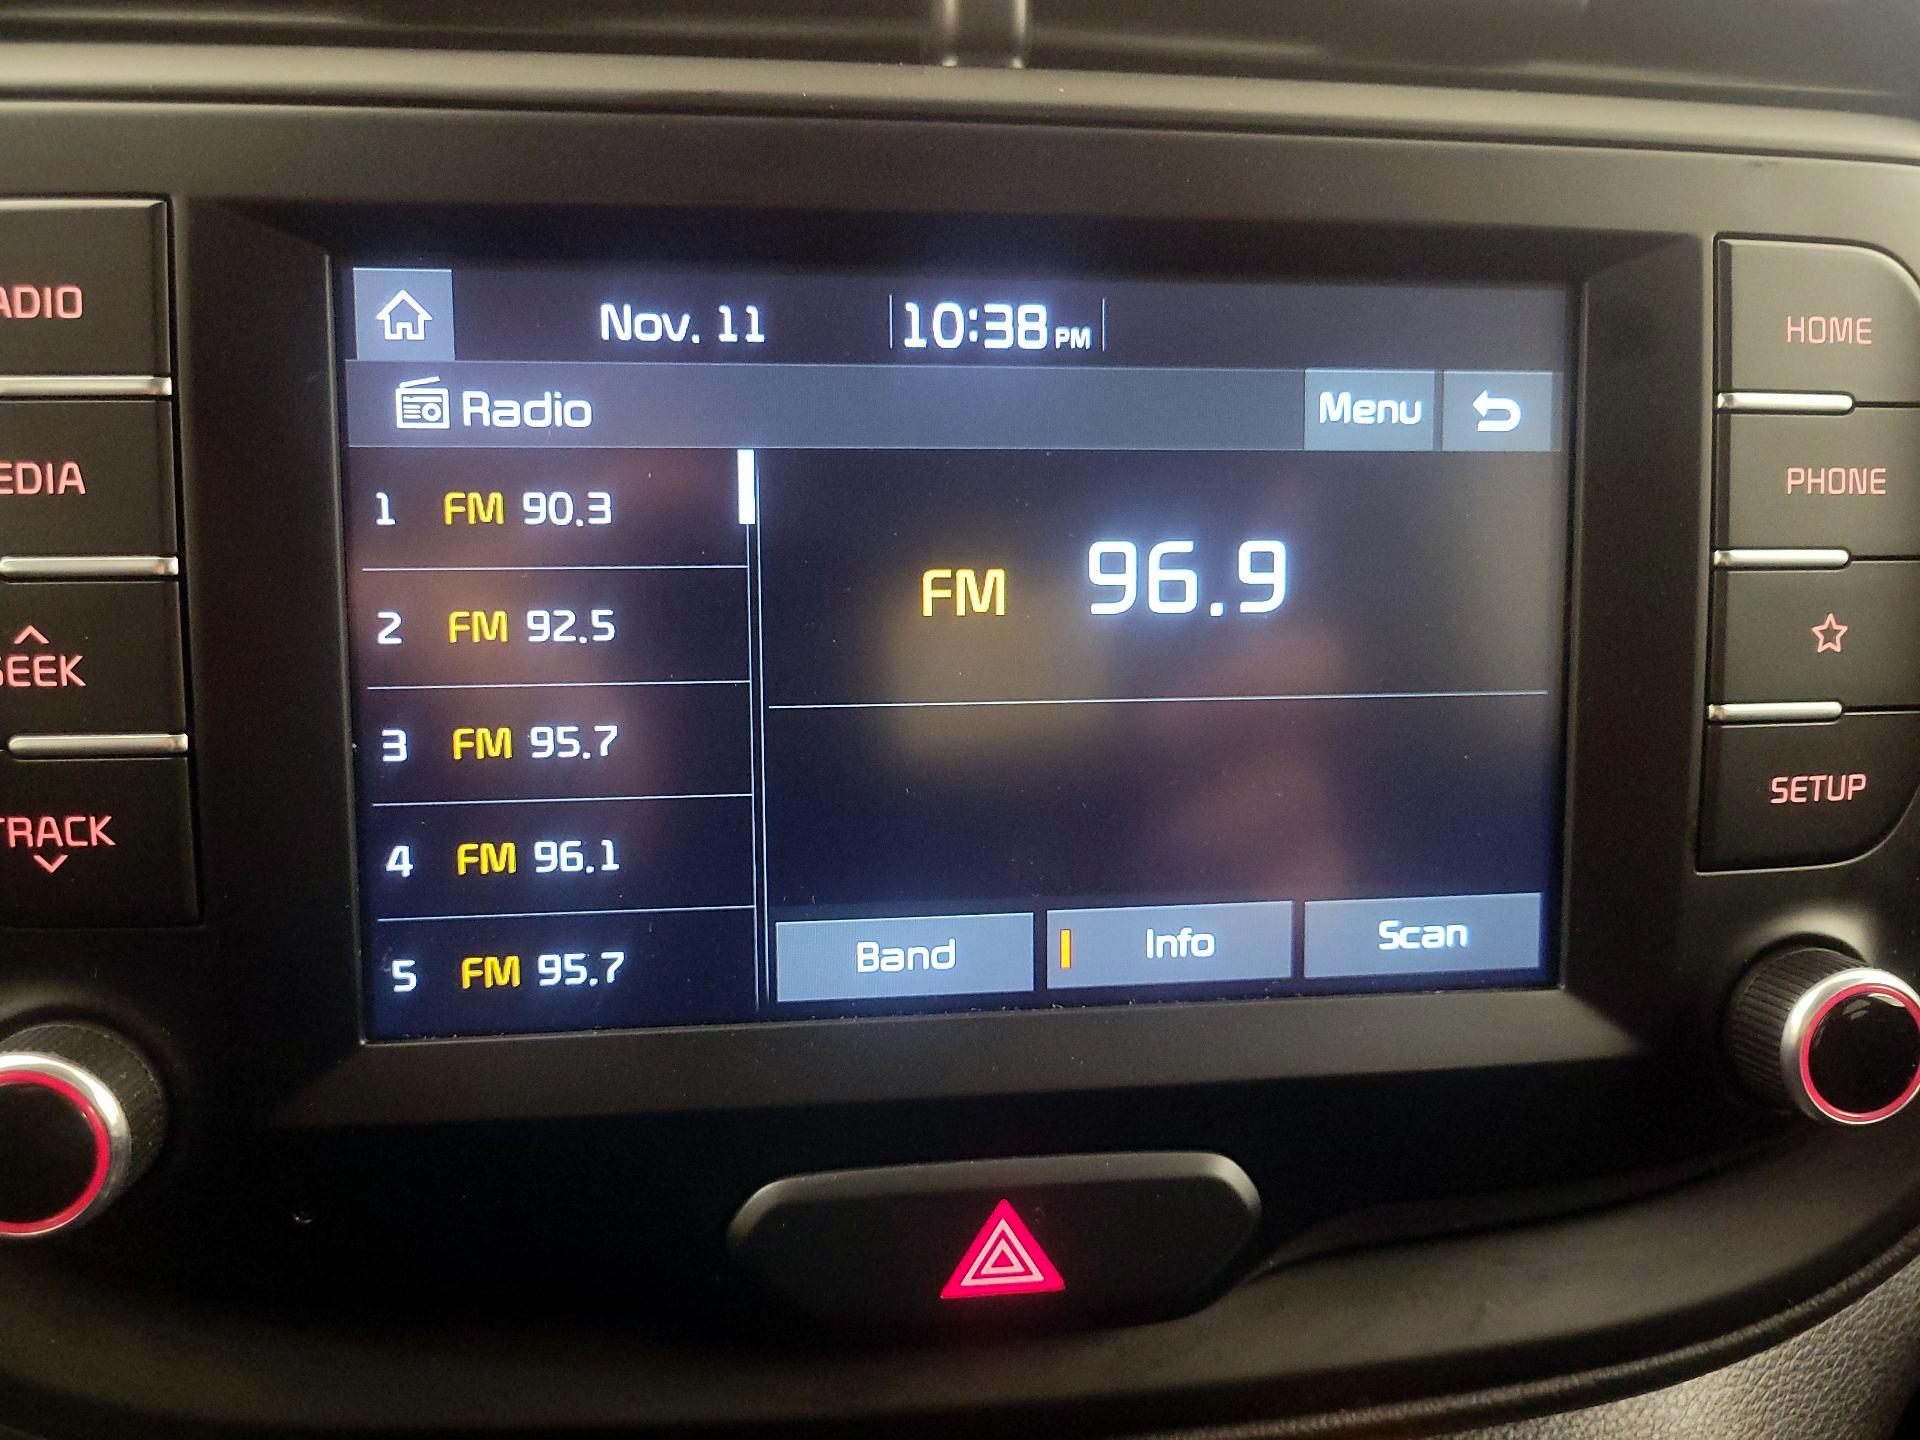 Nov. 11 10:38 PM
Radio Menu
1 FM 90.3
2 FM 92.5
3 FM 95.7
4 FM 96.1
5 FM 95.7
FM 96.9
Band Info Scan
ADIO
EDIA
SEEK
TRACK
HOME
PHONE
SETUP